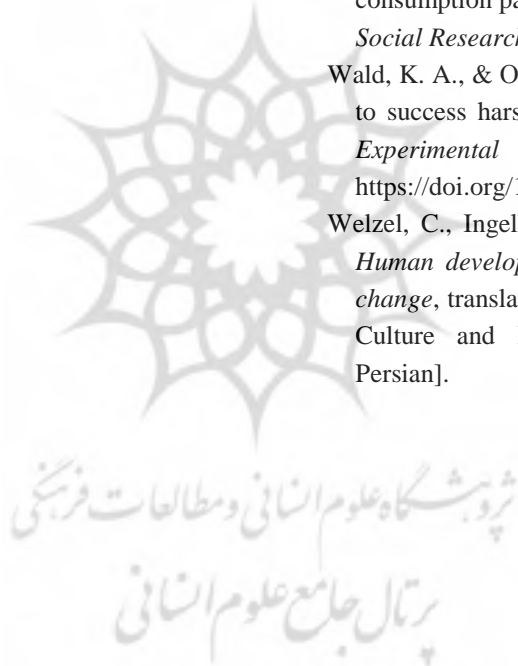 consumption pa
Social Research
Wald, K. A., & O
to success hars
Experimental
https://doi.org/1
Welzel, C., Ingel
Human develop
change, transla
Culture and
Persian].
پژوهشگاه علوم انسانی و مطالعات فرهنگی
پرتال جامع علوم انسانی